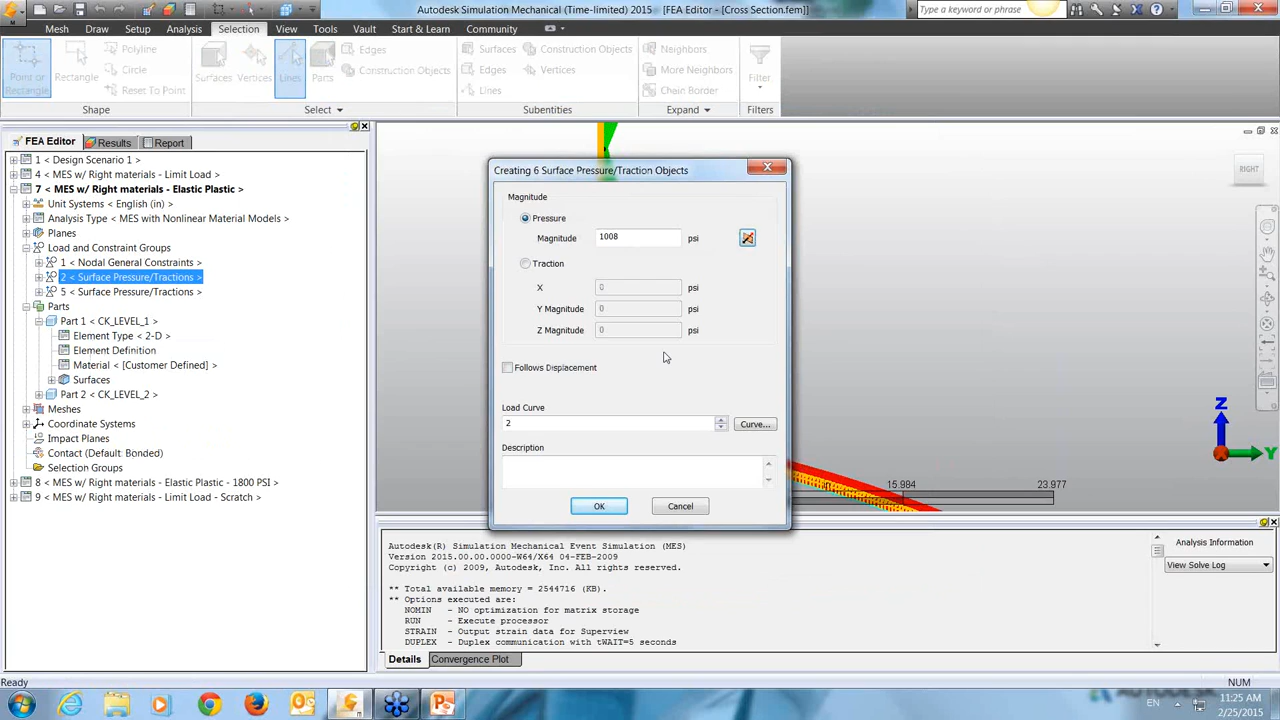 Autodesk Simulation Mechanical (Time-limited) 2015 - [FEA Editor] - [Cross Section.fem]
Type a keyword or phrase
Mesh Draw Setup Analysis Selection View Tools Vault Start & Learn Community
Point or Rectangle
Rectangle
Polyline
Circle
Reset To Point
Shape
Surfaces
Vertices
Lines
Parts
Edges
Construction Objects
Select
Surfaces
Edges
Lines
Construction Objects
Vertices
Subentities
Neighbors
More Neighbors
Chain Border
Expand
Filter
Filters
FEA Editor Results Report
1 < Design Scenario 1 >
4 < MES w/ Right materials - Limit Load >
7 < MES w/ Right materials - Elastic Plastic >
Unit Systems < English (in) >
Analysis Type < MES with Nonlinear Material Models >
Planes
Load and Constraint Groups
1 < Nodal General Constraints >
2 < Surface Pressure/Tractions >
5 < Surface Pressure/Tractions >
Parts
Part 1 < CK_LEVEL_1 >
Element Type < 2-D >
Element Definition
Material < [Customer Defined] >
Surfaces
Part 2 < CK_LEVEL_2 >
Meshes
Coordinate Systems
Impact Planes
Contact (Default: Bonded)
Selection Groups
8 < MES w/ Right materials - Elastic Plastic - 1800 PSI >
9 < MES w/ Right materials - Limit Load - Scratch >
Creating 6 Surface Pressure/Traction Objects
Magnitude
Pressure
Magnitude 1008 psi
Traction
X 0 psi
Y Magnitude 0 psi
Z Magnitude 0 psi
Follows Displacement
Load Curve
2 Curve...
Description
OK Cancel
RIGHT
Z
Y
15.984 23.977
Autodesk(R) Simulation Mechanical Event Simulation (MES)
Version 2015.00.00.0000-W64/X64 04-FEB-2009
Copyright (c) 2009, Autodesk, Inc. All rights reserved.
** Total available memory = 2544716 (KB).
** Options executed are:
NOMIN - NO optimization for matrix storage
RUN - Execute processor
STRAIN - Output strain data for Superview
DUPLEX - Duplex communication with tWAIT=5 seconds
Analysis Information
View Solve Log
Details Convergence Plot
Ready
NUM
EN
11:25 AM
2/25/2015